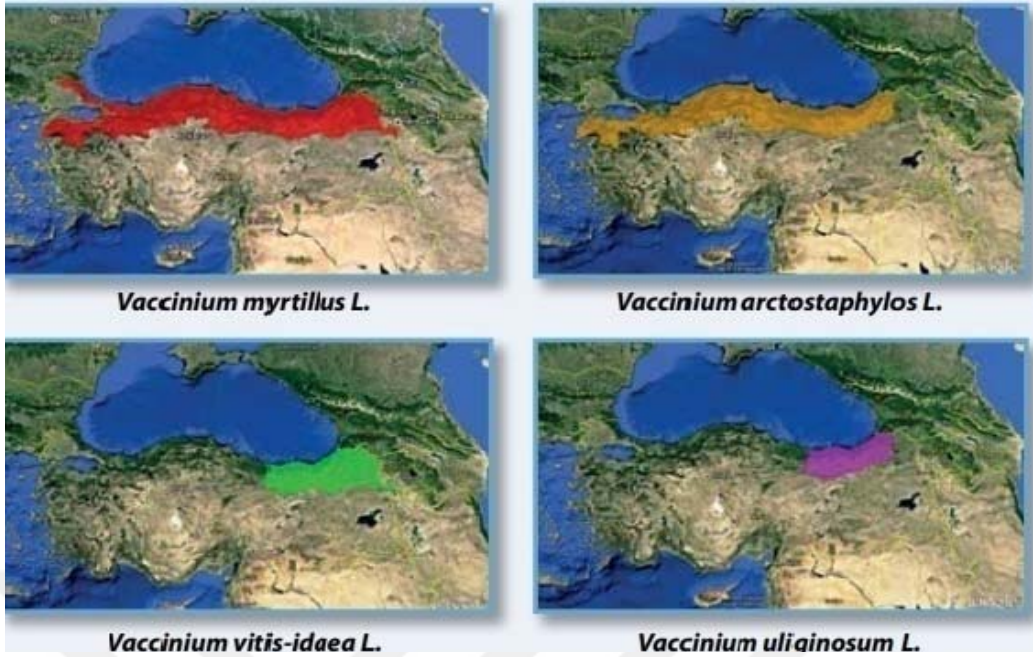 Vaccinium myrtillus L.
Vaccinium arctostaphylos L.
Vaccinium vitis-idaea L.
Vaccinium uliginosum L.